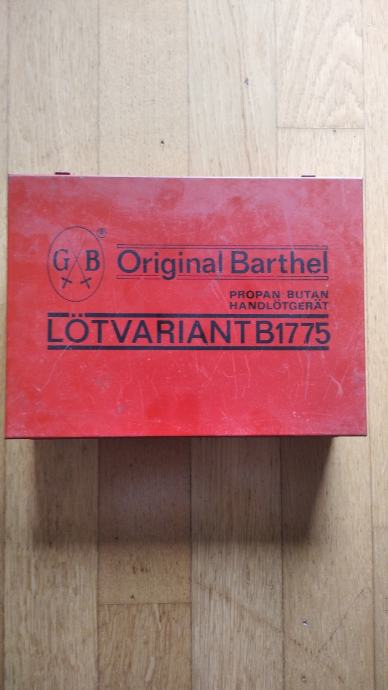 G B ®
Original Barthel
PROPAN BUTAN
HANDLÖTGERÄT
LÖTVARIANT B1775